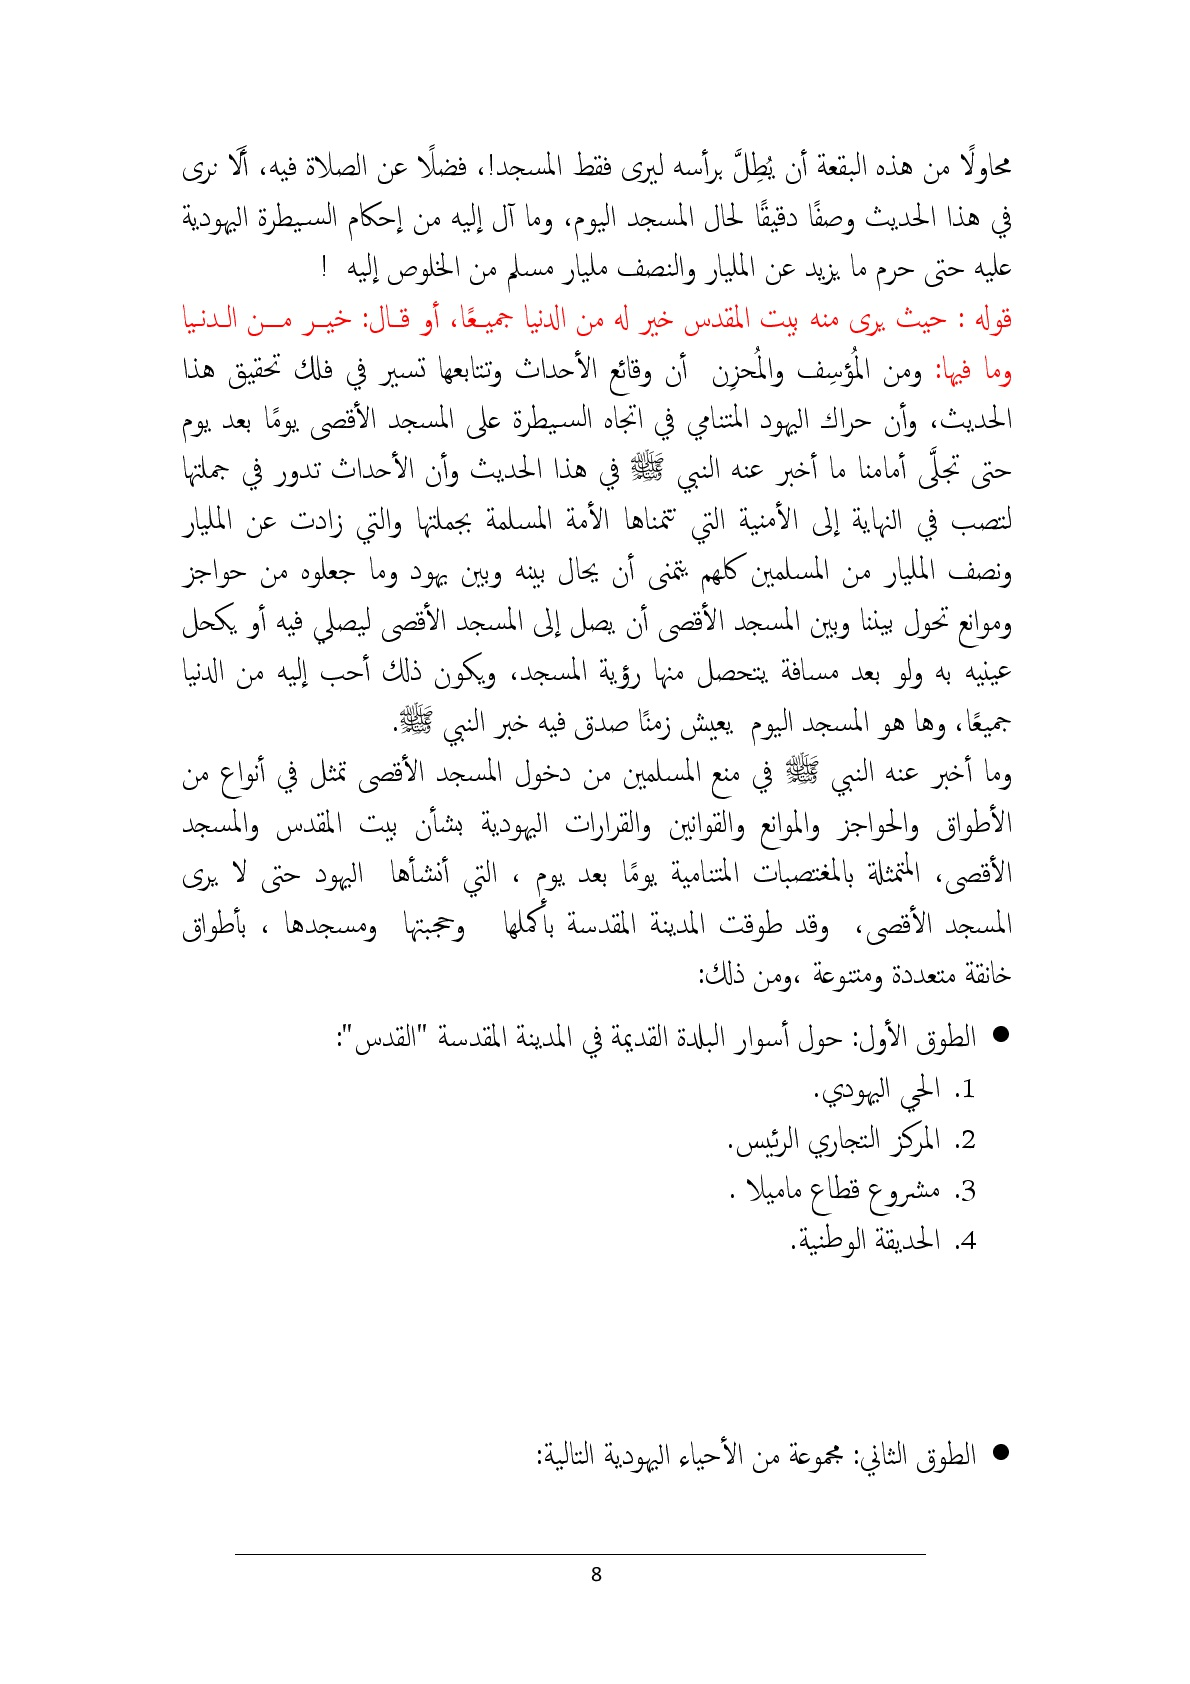 محاولًا من هذه البقعة أن يُطِلَّ برأسه ليرى فقط المسجد!، فضلًا عن الصلاة فيه، ألَا نرى
في هذا الحديث وصفًا دقيقًا لحال المسجد اليوم، وما آل إليه من إحكام السيطرة اليهودية
عليه حتى حرم ما يزيد عن المليار والنصف مليار مسلم من الخلوص إليه !
قوله : حيث يرى منه بيت المقدس خير له من الدنيا جميعًا، أو قـال: خيـر مـن الـدنيا
وما فيها: ومن المُؤسِف والمُحزِن أن وقائع الأحداث وتتابعها تسير في فلك تحقيق هذا
الحديث، وأن حراك اليهود المتنامي في اتجاه السيطرة على المسجد الأقصى يومًا بعد يوم
حتى تجلَّى أمامنا ما أخبر عنه النبي ﷺ في هذا الحديث وأن الأحداث تدور في جملتها
لتصب في النهاية إلى الأمنية التي تتمناها الأمة المسلمة بجملتها والتي زادت عن المليار
ونصف المليار من المسلمين كلهم يتمنى أن يحال بينه وبين يهود وما جعلوه من حواجز
وموانع تحول بيننا وبين المسجد الأقصى أن يصل إلى المسجد الأقصى ليصلي فيه أو يكحل
عينيه به ولو بعد مسافة يتحصل منها رؤية المسجد، ويكون ذلك أحب إليه من الدنيا
جميعًا، وها هو المسجد اليوم يعيش زمنًا صدق فيه خبر النبي ﷺ.
وما أخبر عنه النبي ﷺ في منع المسلمين من دخول المسجد الأقصى تمثل في أنواع من
الأطواق والحواجز والموانع والقوانين والقرارات اليهودية بشأن بيت المقدس والمسجد
الأقصى، المتمثلة بالمغتصبات المتنامية يومًا بعد يوم ، التي أنشأها اليهود حتى لا يرى
المسجد الأقصى، وقد طوقت المدينة المقدسة بأكملها وحجبتها ومسجدها ، بأطواق
خانقة متعددة ومتنوعة ،ومن ذلك:
● الطوق الأول: حول أسوار البلدة القديمة في المدينة المقدسة "القدس":
1. الحي اليهودي.
2. المركز التجاري الرئيس.
3. مشروع قطاع ماميلا .
4. الحديقة الوطنية.
● الطوق الثاني: مجموعة من الأحياء اليهودية التالية:
8